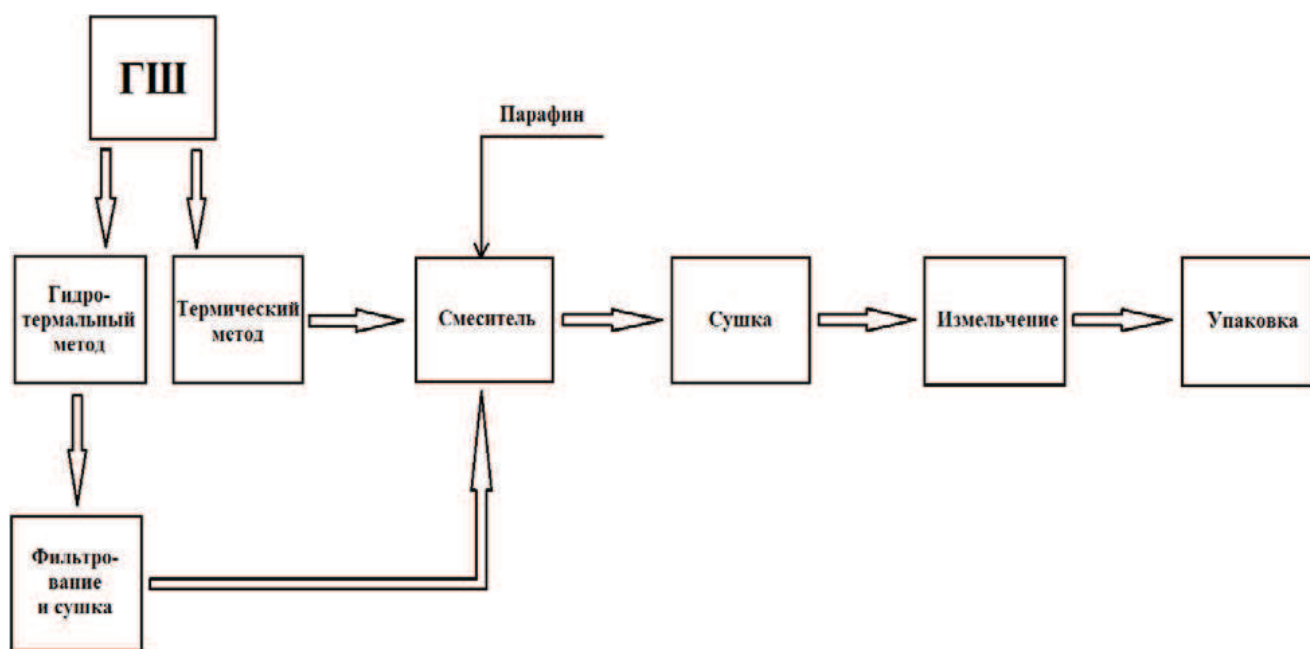 ГШ
Парафин
Гидро-
термальный
метод
Термический
метод
Смеситель
Сушка
Измельчение
Упаковка
Фильтро-
вание
и сушка